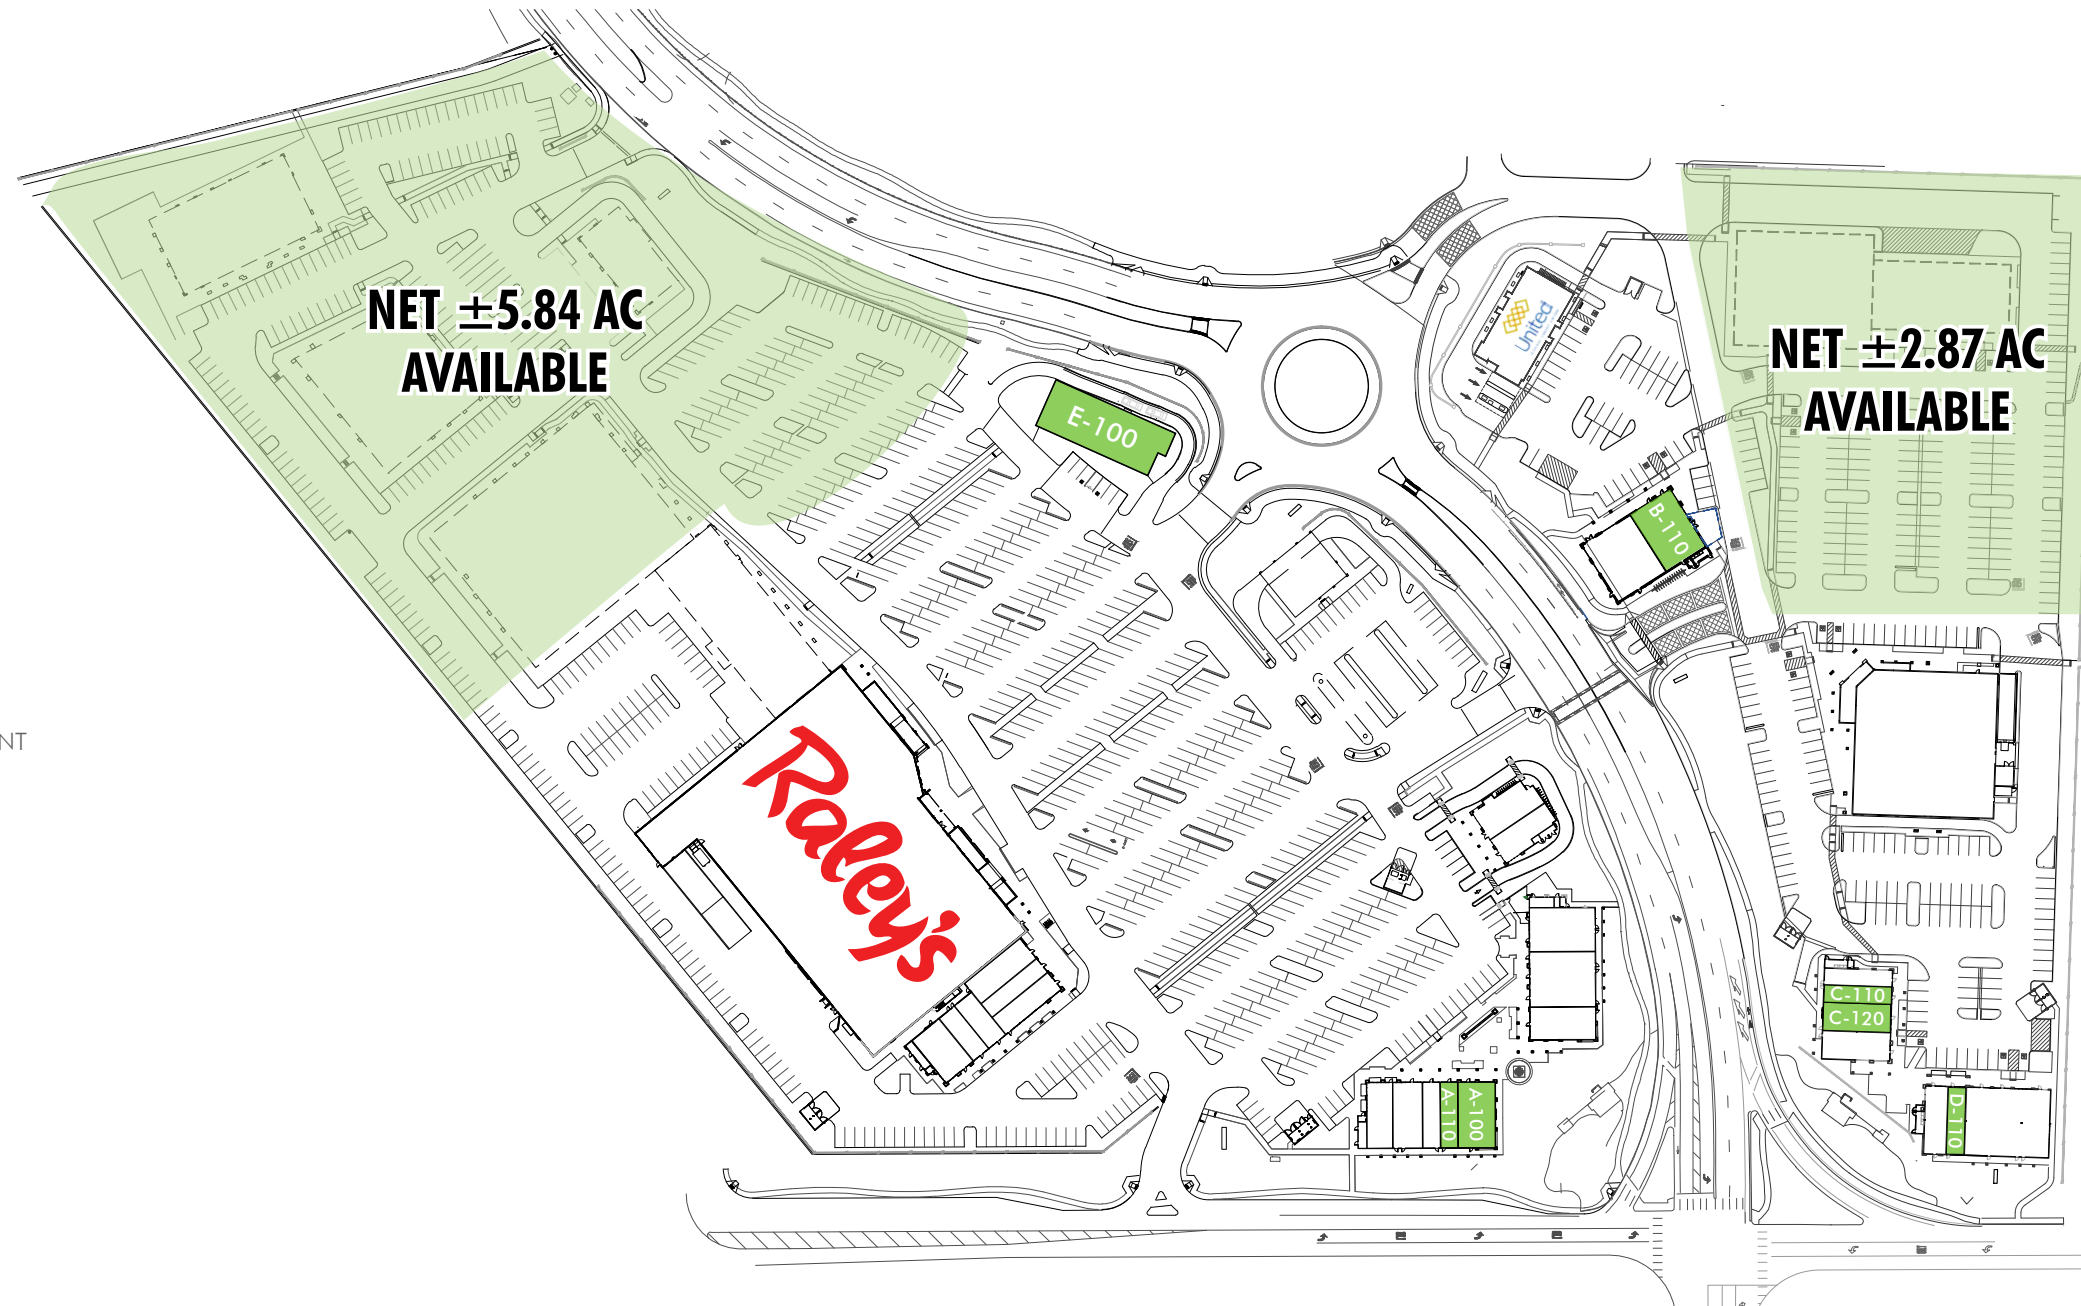 NET ±5.84 AC
AVAILABLE
NET ±2.87 AC
AVAILABLE
United
E-100
B-110
NT
Raley's
C-110
C-120
A-110
A-100
D-110